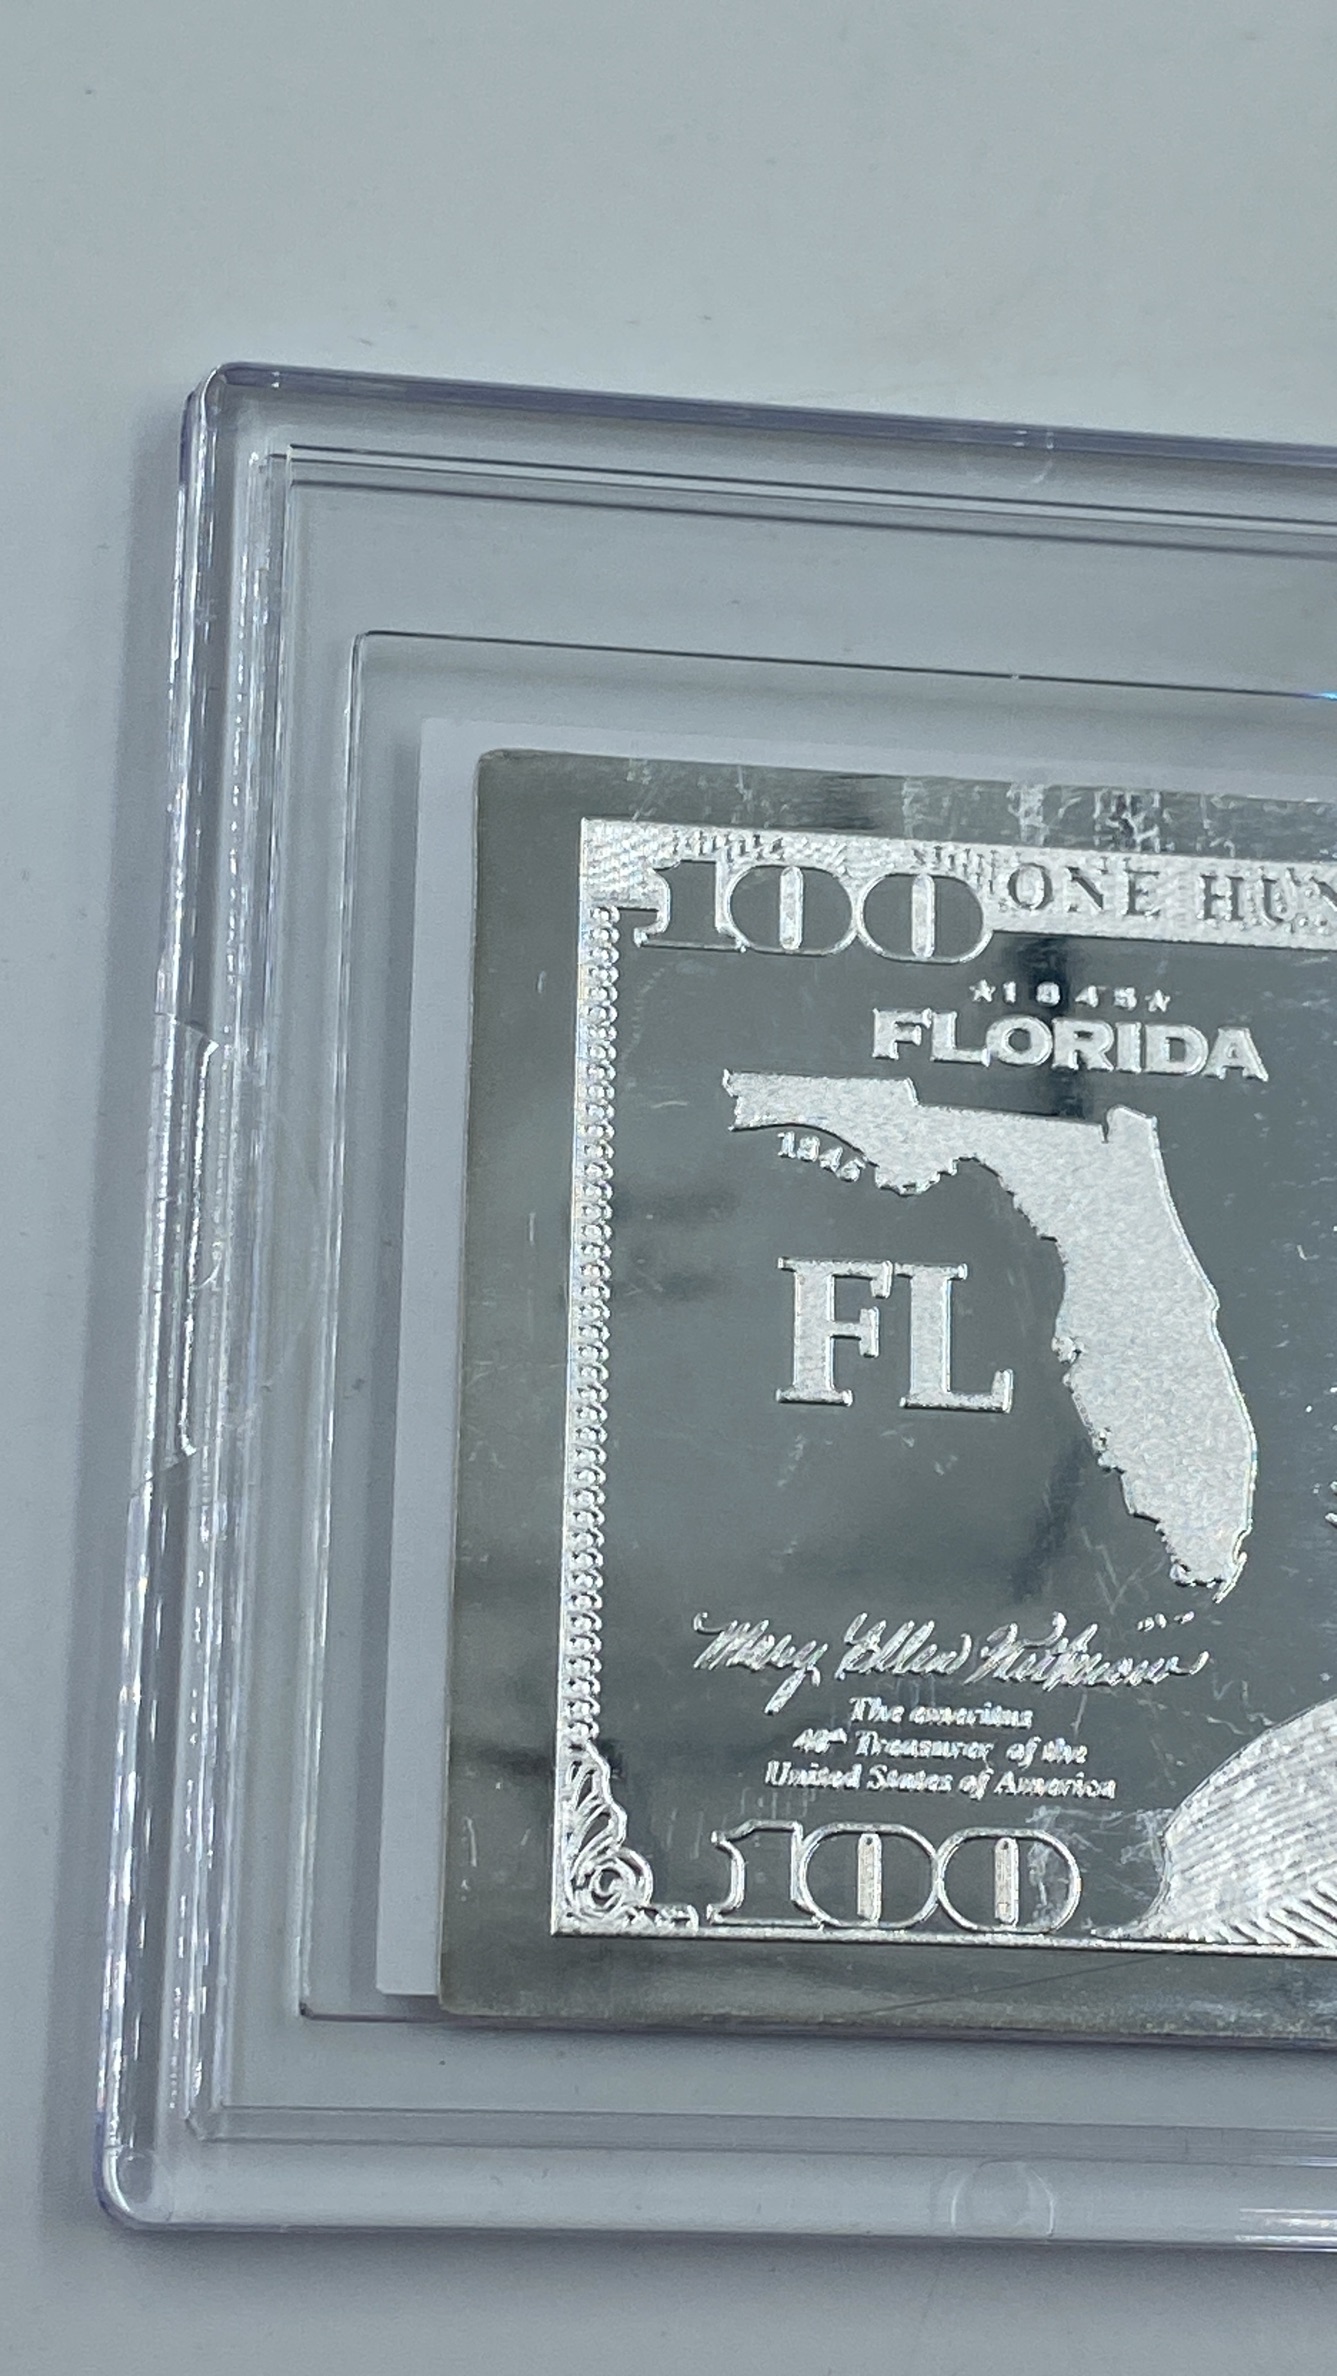 100 ONE HUN
★1845★
FLORIDA
1845
FL
Mary Ellen Withrow
The emeritus
40th Treasurer of the
United States of America
100